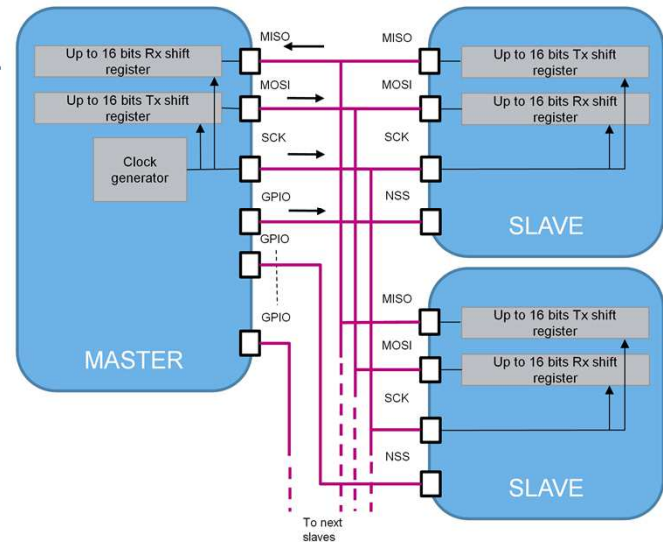 MISO
Up to 16 bits Rx shift
register
MOSI
Up to 16 bits Tx shift
register
SCK
Clock
generator
GPIO
GPIO
GPIO
MASTER
MISO
Up to 16 bits Tx shift
register
MOSI
Up to 16 bits Rx shift
register
SCK
NSS
SLAVE
MISO
Up to 16 bits Tx shift
register
MOSI
Up to 16 bits Rx shift
register
SCK
NSS
SLAVE
To next
slaves